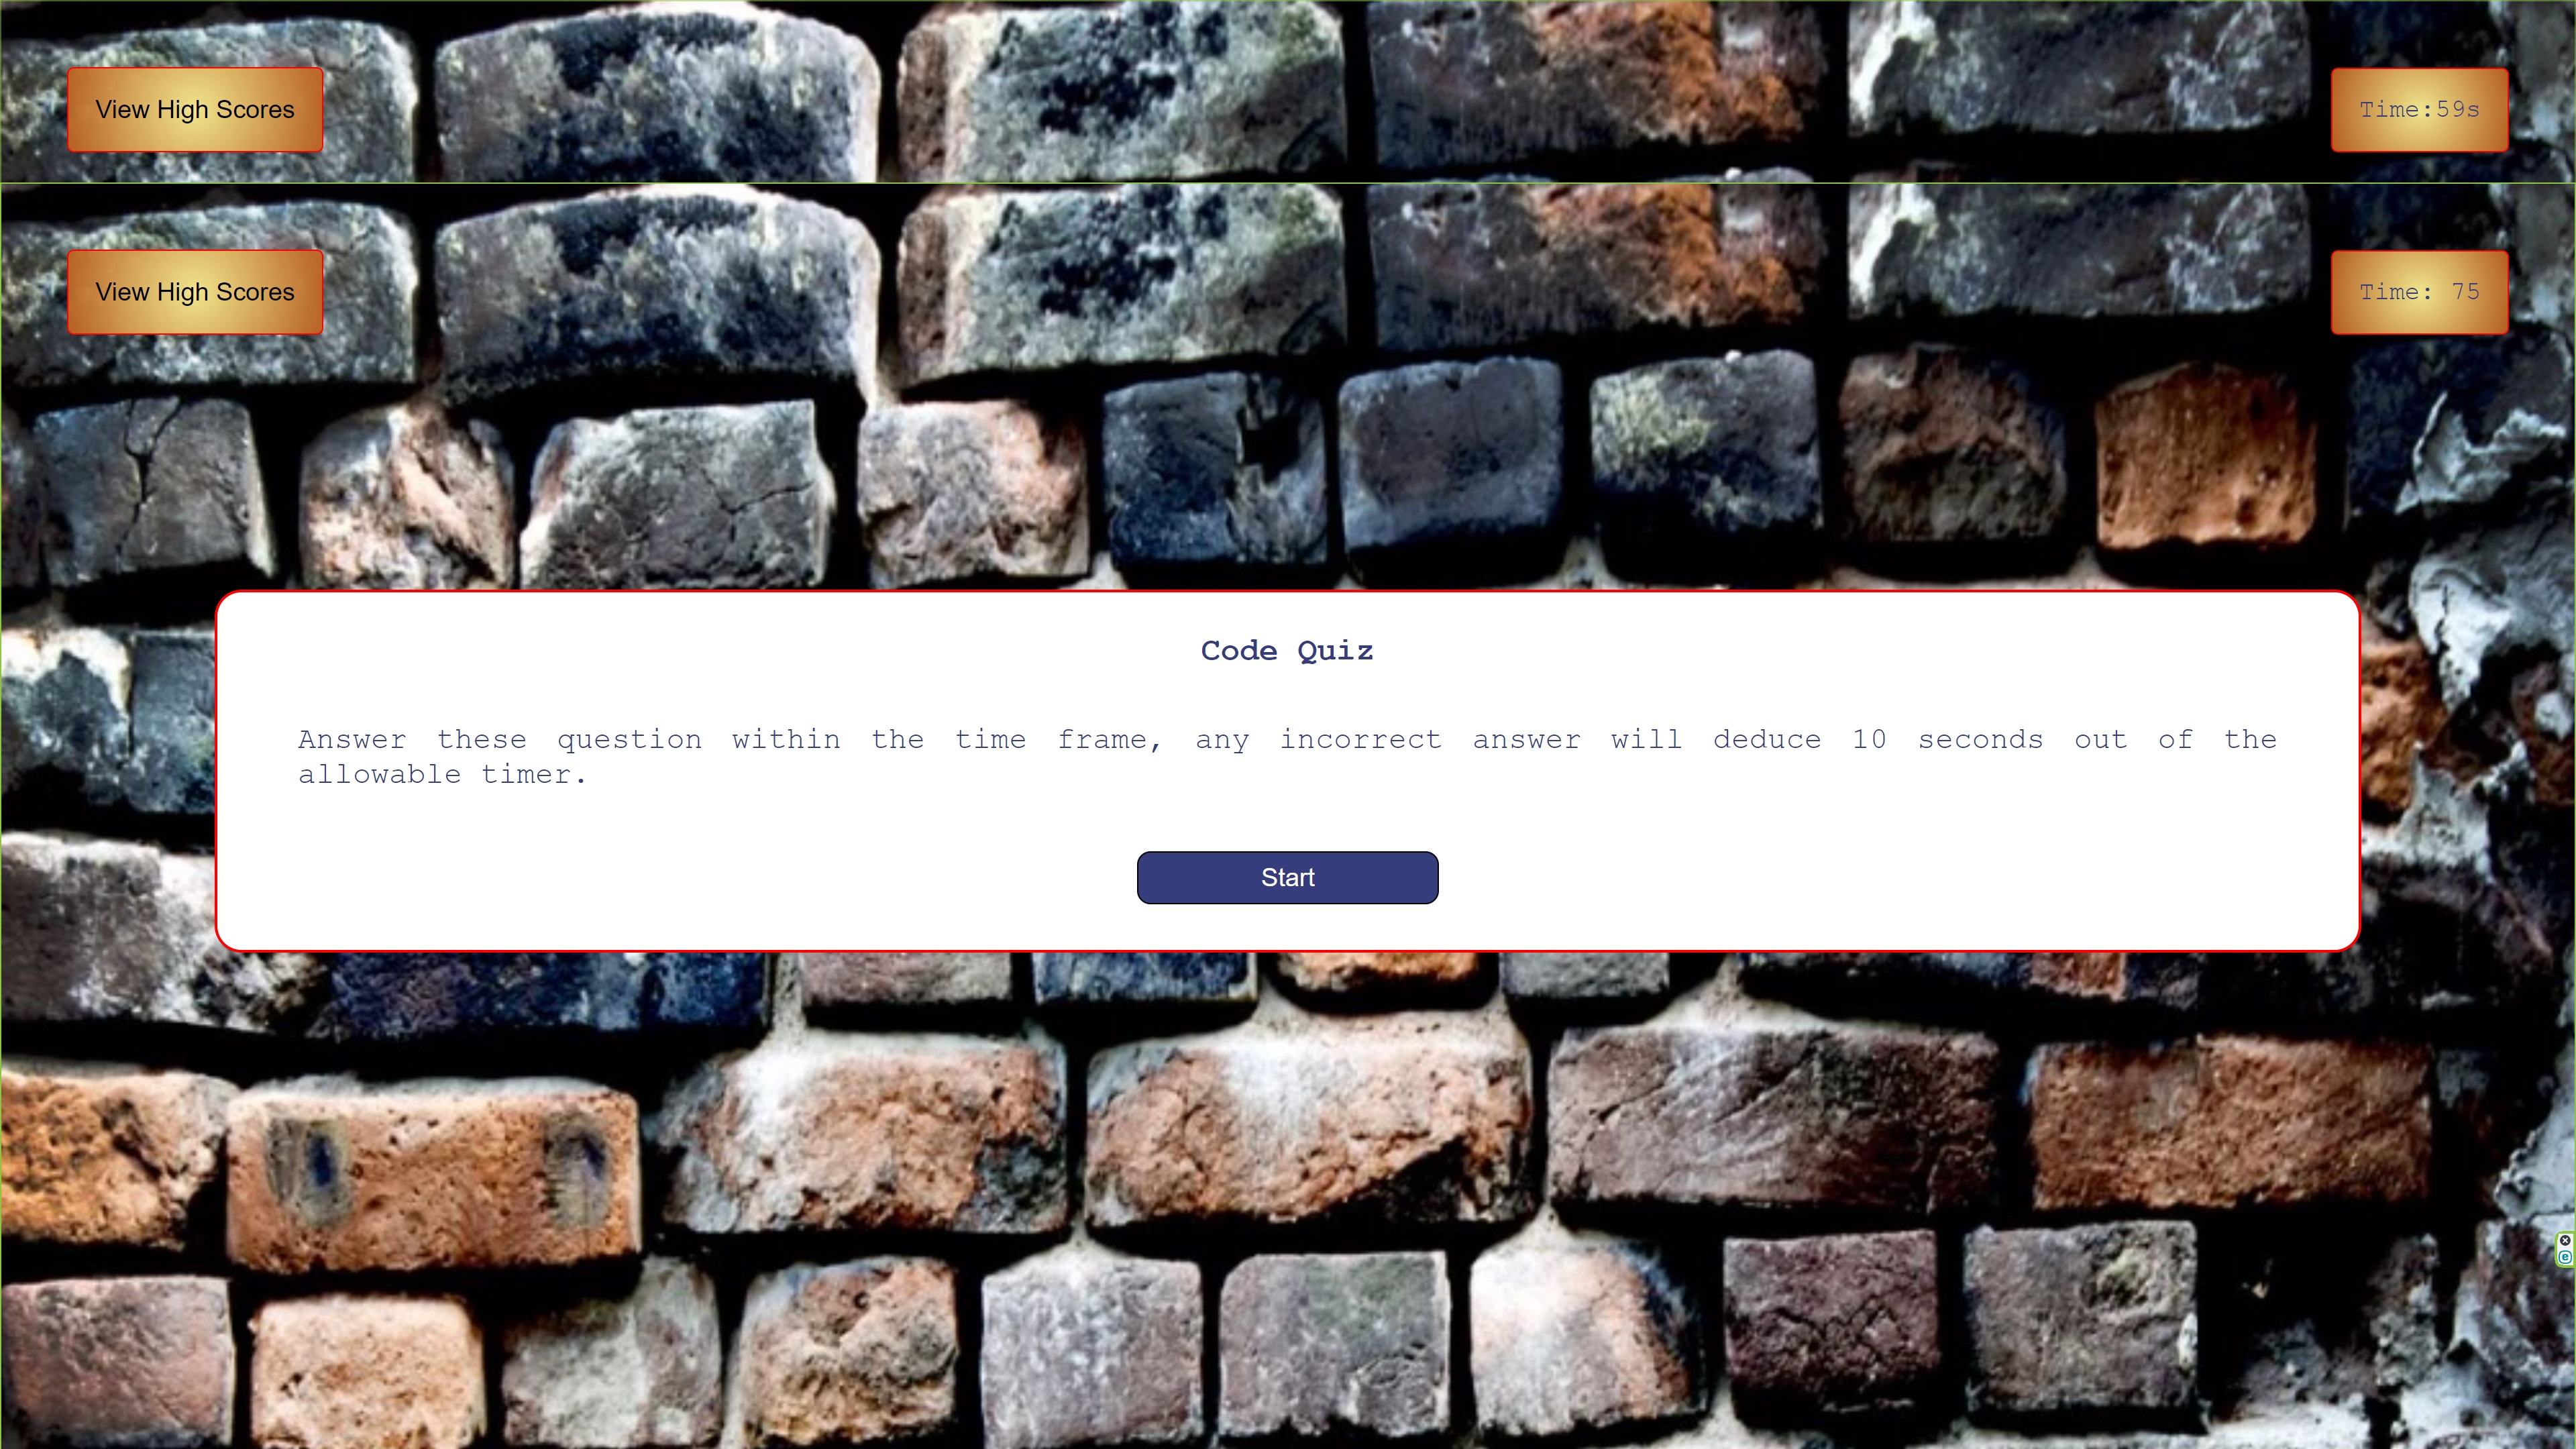 View High Scores
Time:59s
View High Scores
Time: 75
Code Quiz
Answer these question within the time frame, any incorrect answer will deduce 10 seconds out of the
allowable timer.
Start